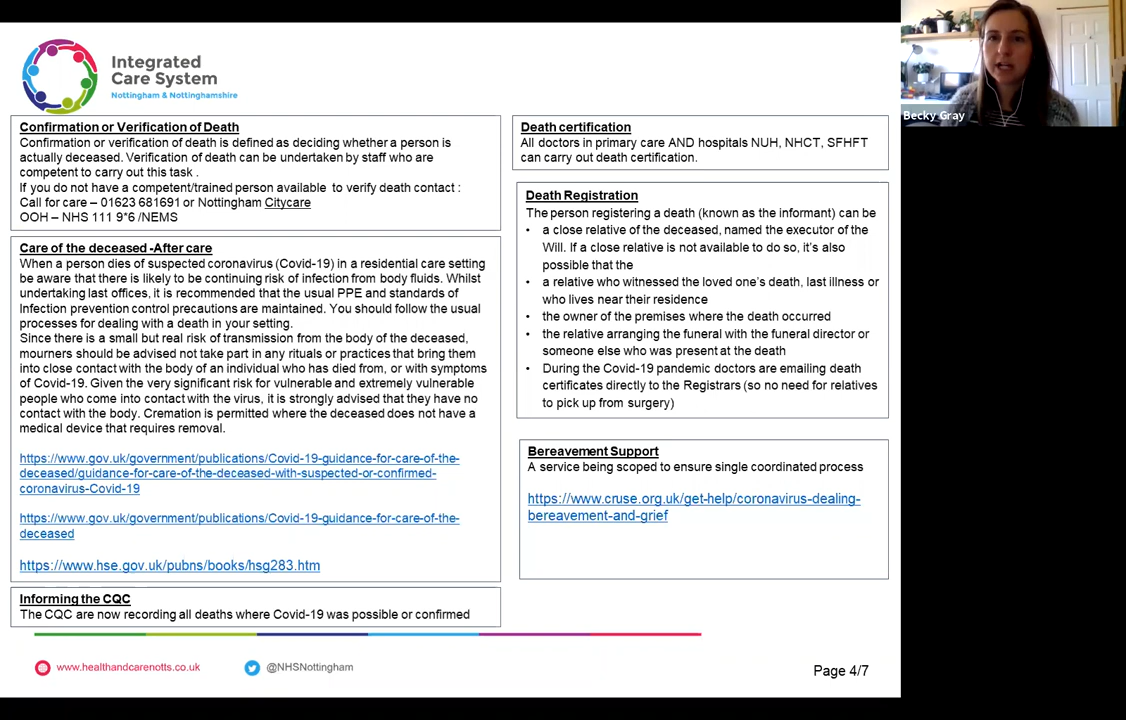 Integrated
Care System
Nottingham & Nottinghamshire
Confirmation or Verification of Death
Confirmation or verification of death is defined as deciding whether a person is
actually deceased. Verification of death can be undertaken by staff who are
competent to carry out this task .
If you do not have a competent/trained person available to verify death contact :
Call for care – 01623 681691 or Nottingham Citycare
OOH – NHS 111 9*6 /NEMS
Care of the deceased -After care
When a person dies of suspected coronavirus (Covid-19) in a residential care setting
be aware that there is likely to be continuing risk of infection from body fluids. Whilst
undertaking last offices, it is recommended that the usual PPE and standards of
Infection prevention control precautions are maintained. You should follow the usual
processes for dealing with a death in your setting.
Since there is a small but real risk of transmission from the body of the deceased,
mourners should be advised not take part in any rituals or practices that bring them
into close contact with the body of an individual who has died from, or with symptoms
of Covid-19. Given the very significant risk for vulnerable and extremely vulnerable
people who come into contact with the virus, it is strongly advised that they have no
contact with the body. Cremation is permitted where the deceased does not have a
medical device that requires removal.
https://www.gov.uk/government/publications/Covid-19-guidance-for-care-of-the-
deceased/guidance-for-care-of-the-deceased-with-suspected-or-confirmed-
coronavirus-Covid-19
https://www.gov.uk/government/publications/Covid-19-guidance-for-care-of-the-
deceased
https://www.hse.gov.uk/pubns/books/hsg283.htm
Informing the CQC
The CQC are now recording all deaths where Covid-19 was possible or confirmed
Death certification
All doctors in primary care AND hospitals NUH, NHCT, SFHFT
can carry out death certification.
Death Registration
The person registering a death (known as the informant) can be
• a close relative of the deceased, named the executor of the
Will. If a close relative is not available to do so, it's also
possible that the
• a relative who witnessed the loved one's death, last illness or
who lives near their residence
• the owner of the premises where the death occurred
• the relative arranging the funeral with the funeral director or
someone else who was present at the death
• During the Covid-19 pandemic doctors are emailing death
certificates directly to the Registrars (so no need for relatives
to pick up from surgery)
Bereavement Support
A service being scoped to ensure single coordinated process
https://www.cruse.org.uk/get-help/coronavirus-dealing-
bereavement-and-grief
www.healthandcarenotts.co.uk
@NHSNottingham
Page 4/7
Becky Gray